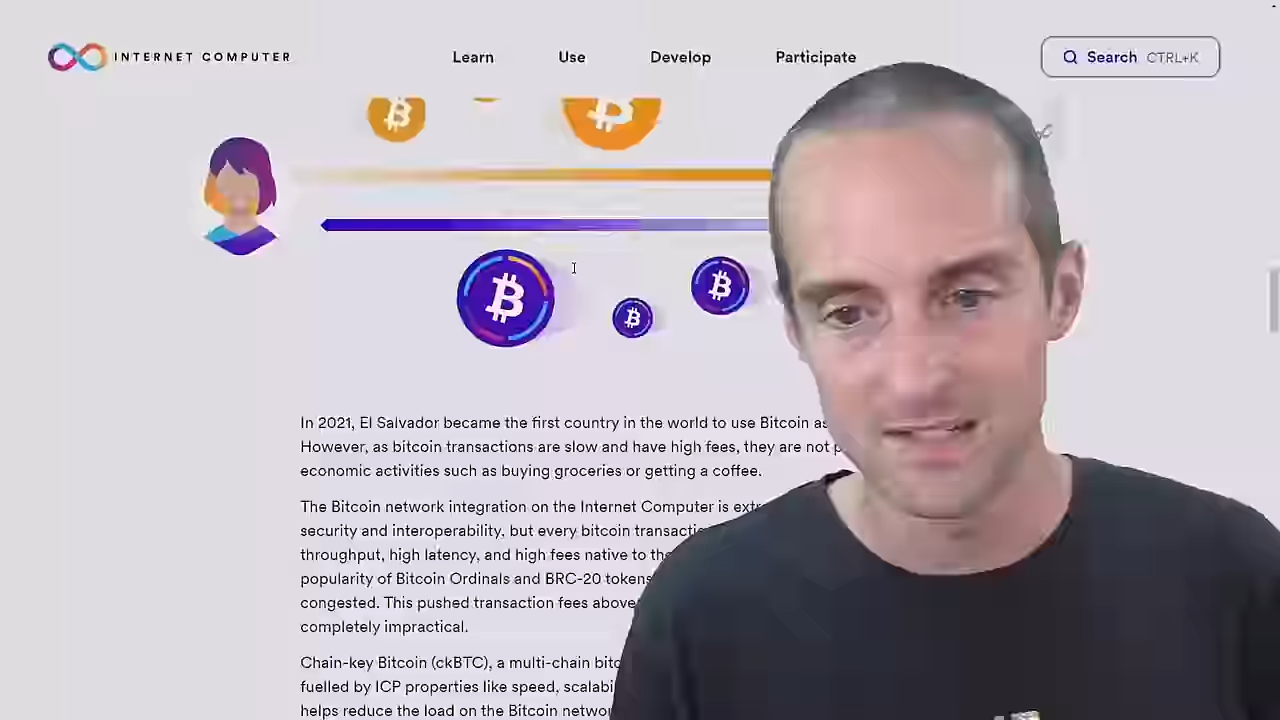 INTERNET COMPUTER
Learn Use Develop Participate Search CTRL+K
In 2021, El Salvador became the first country in the world to use Bitcoin as
However, as bitcoin transactions are slow and have high fees, they are not
economic activities such as buying groceries or getting a coffee.
The Bitcoin network integration on the Internet Computer is
security and interoperability, but every bitcoin
throughput, high latency, and high fees native to
popularity of Bitcoin Ordinals and BRC-20 tokens
congested. This pushed transaction fees above
completely impractical.
Chain-key Bitcoin (ckBTC), a multi-chain
fuelled by ICP properties like speed,
helps reduce the load on the Bitcoin